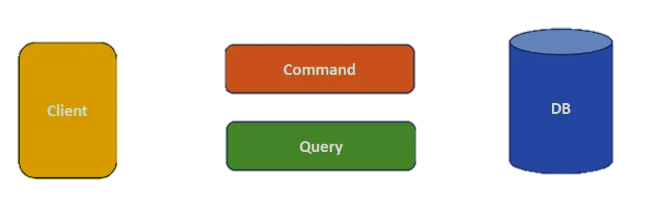 Client
Command
Query
DB